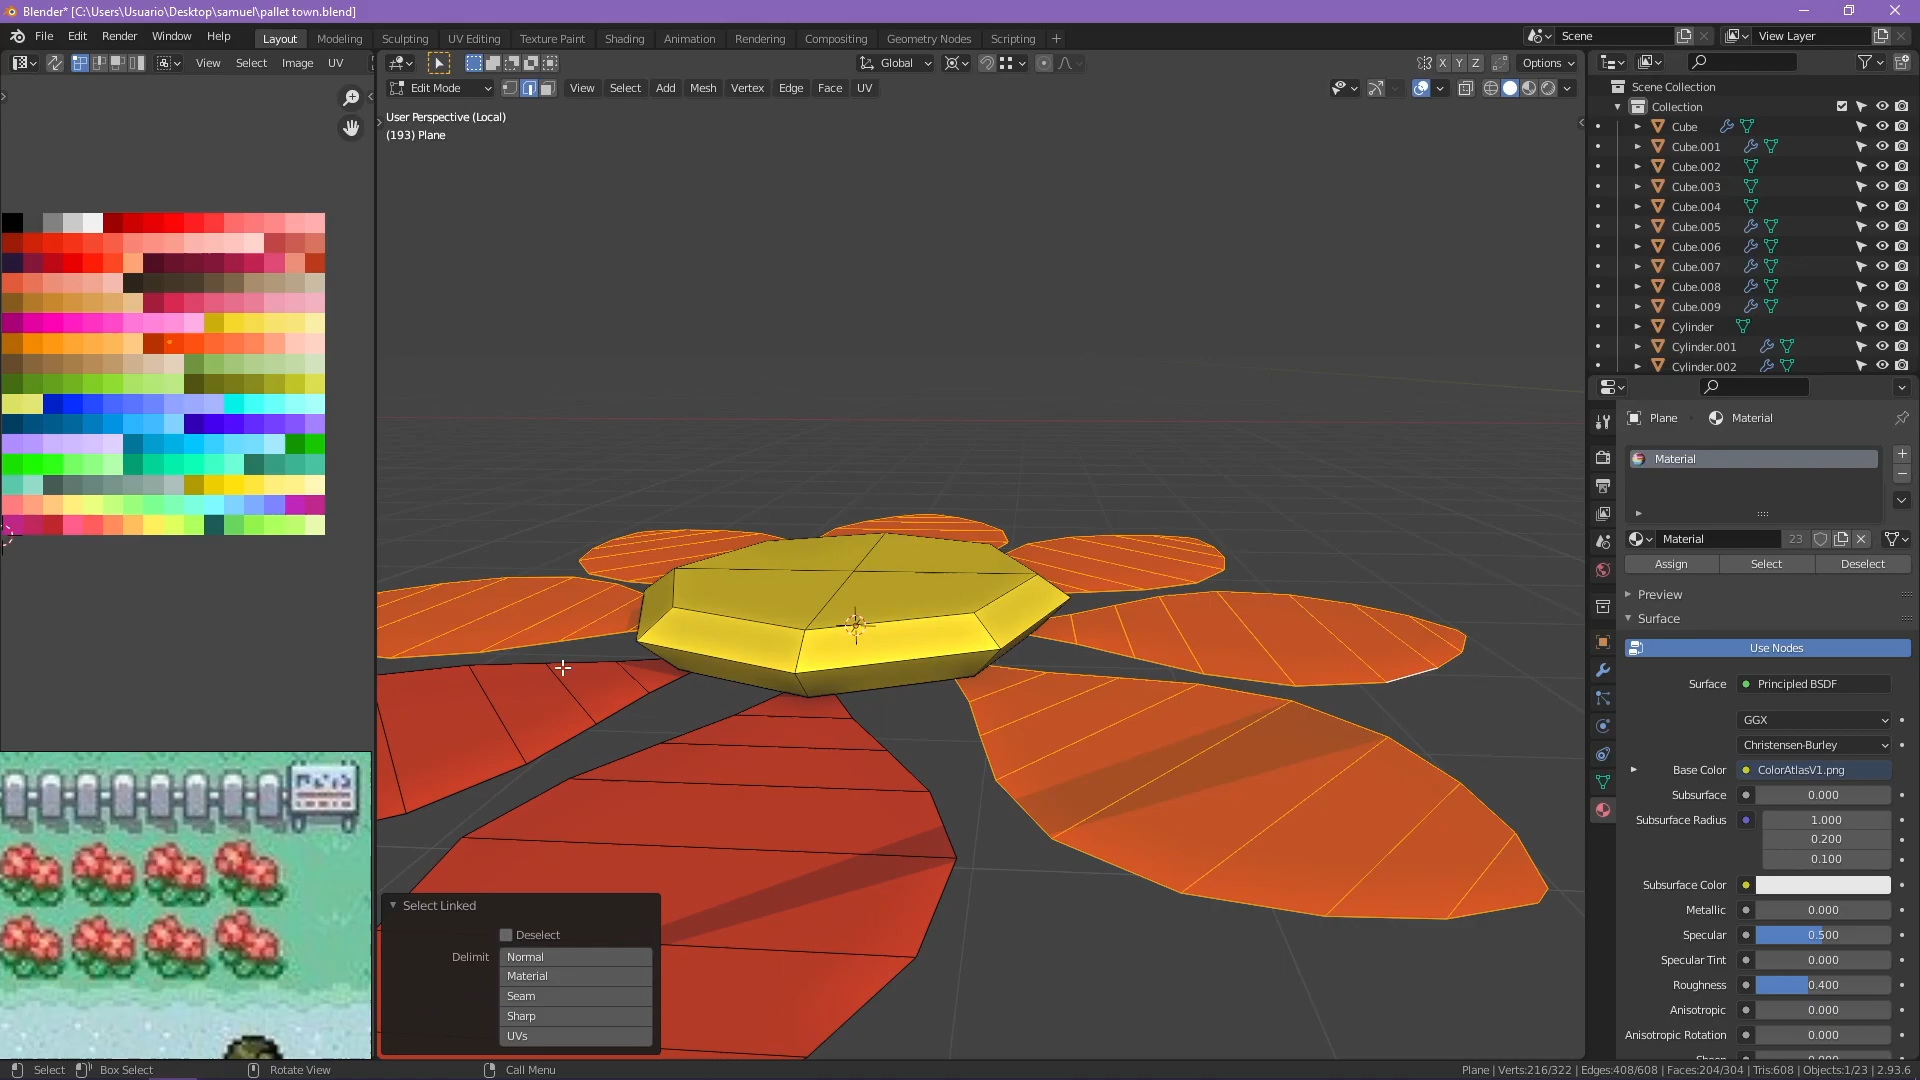 Blender* [C:\Users\Usuario\Desktop\samuel\pallet town.blend]
File Edit Render Window Help
Layout Modeling Sculpting UV Editing Texture Paint Shading Animation Rendering Compositing Geometry Nodes Scripting +
Scene
View Layer
View Select Image UV
Global
X Y Z
Options
Edit Mode
View Select Add Mesh Vertex Edge Face UV
User Perspective (Local)
(193) Plane
Scene Collection
Collection
Cube
Cube.001
Cube.002
Cube.003
Cube.004
Cube.005
Cube.006
Cube.007
Cube.008
Cube.009
Cylinder
Cylinder.001
Cylinder.002
Plane Material
Material
Material 23
Assign Select Deselect
Preview
Surface
Use Nodes
Surface Principled BSDF
GGX
Christensen-Burley
Base Color ColorAtlasV1.png
Subsurface 0.000
Subsurface Radius 1.000
0.200
0.100
Subsurface Color
Metallic 0.000
Specular 0.500
Specular Tint 0.000
Roughness 0.400
Anisotropic 0.000
Anisotropic Rotation 0.000
Select Linked
Deselect
Delimit Normal
Material
Seam
Sharp
UVs
Select Box Select Rotate View Call Menu
Plane | Verts:216/322 | Edges:408/608 | Faces:204/304 | Tris:608 | Objects:1/23 | 2.93.6